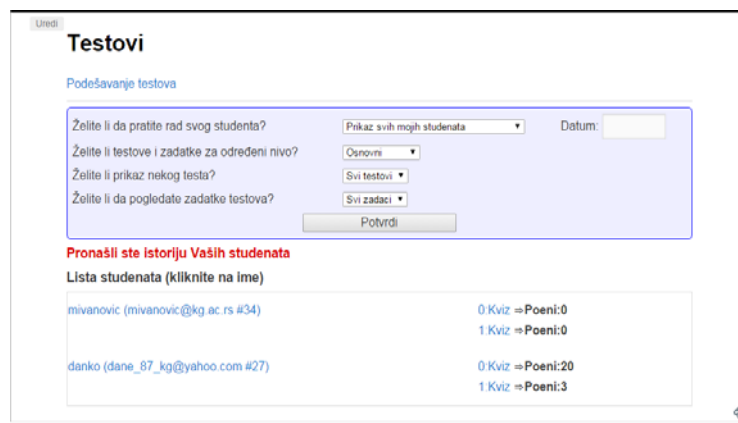 Uredi
Testovi
Podešavanje testova
Želite li da pratite rad svog studenta? Prikaz svih mojih studenata Datum:
Želite li testove i zadatke za određeni nivo? Osnovni
Želite li prikaz nekog testa? Svi testovi
Želite li da pogledate zadatke testova? Svi zadaci
Potvrdi
Pronašli ste istoriju Vaših studenata
Lista studenata (kliknite na ime)
mivanovic (mivanovic@kg.ac.rs #34) 0:Kviz ⇒Poeni:0
1:Kviz ⇒Poeni:0
danko (dane_87_kg@yahoo.com #27) 0:Kviz ⇒Poeni:20
1:Kviz ⇒Poeni:3